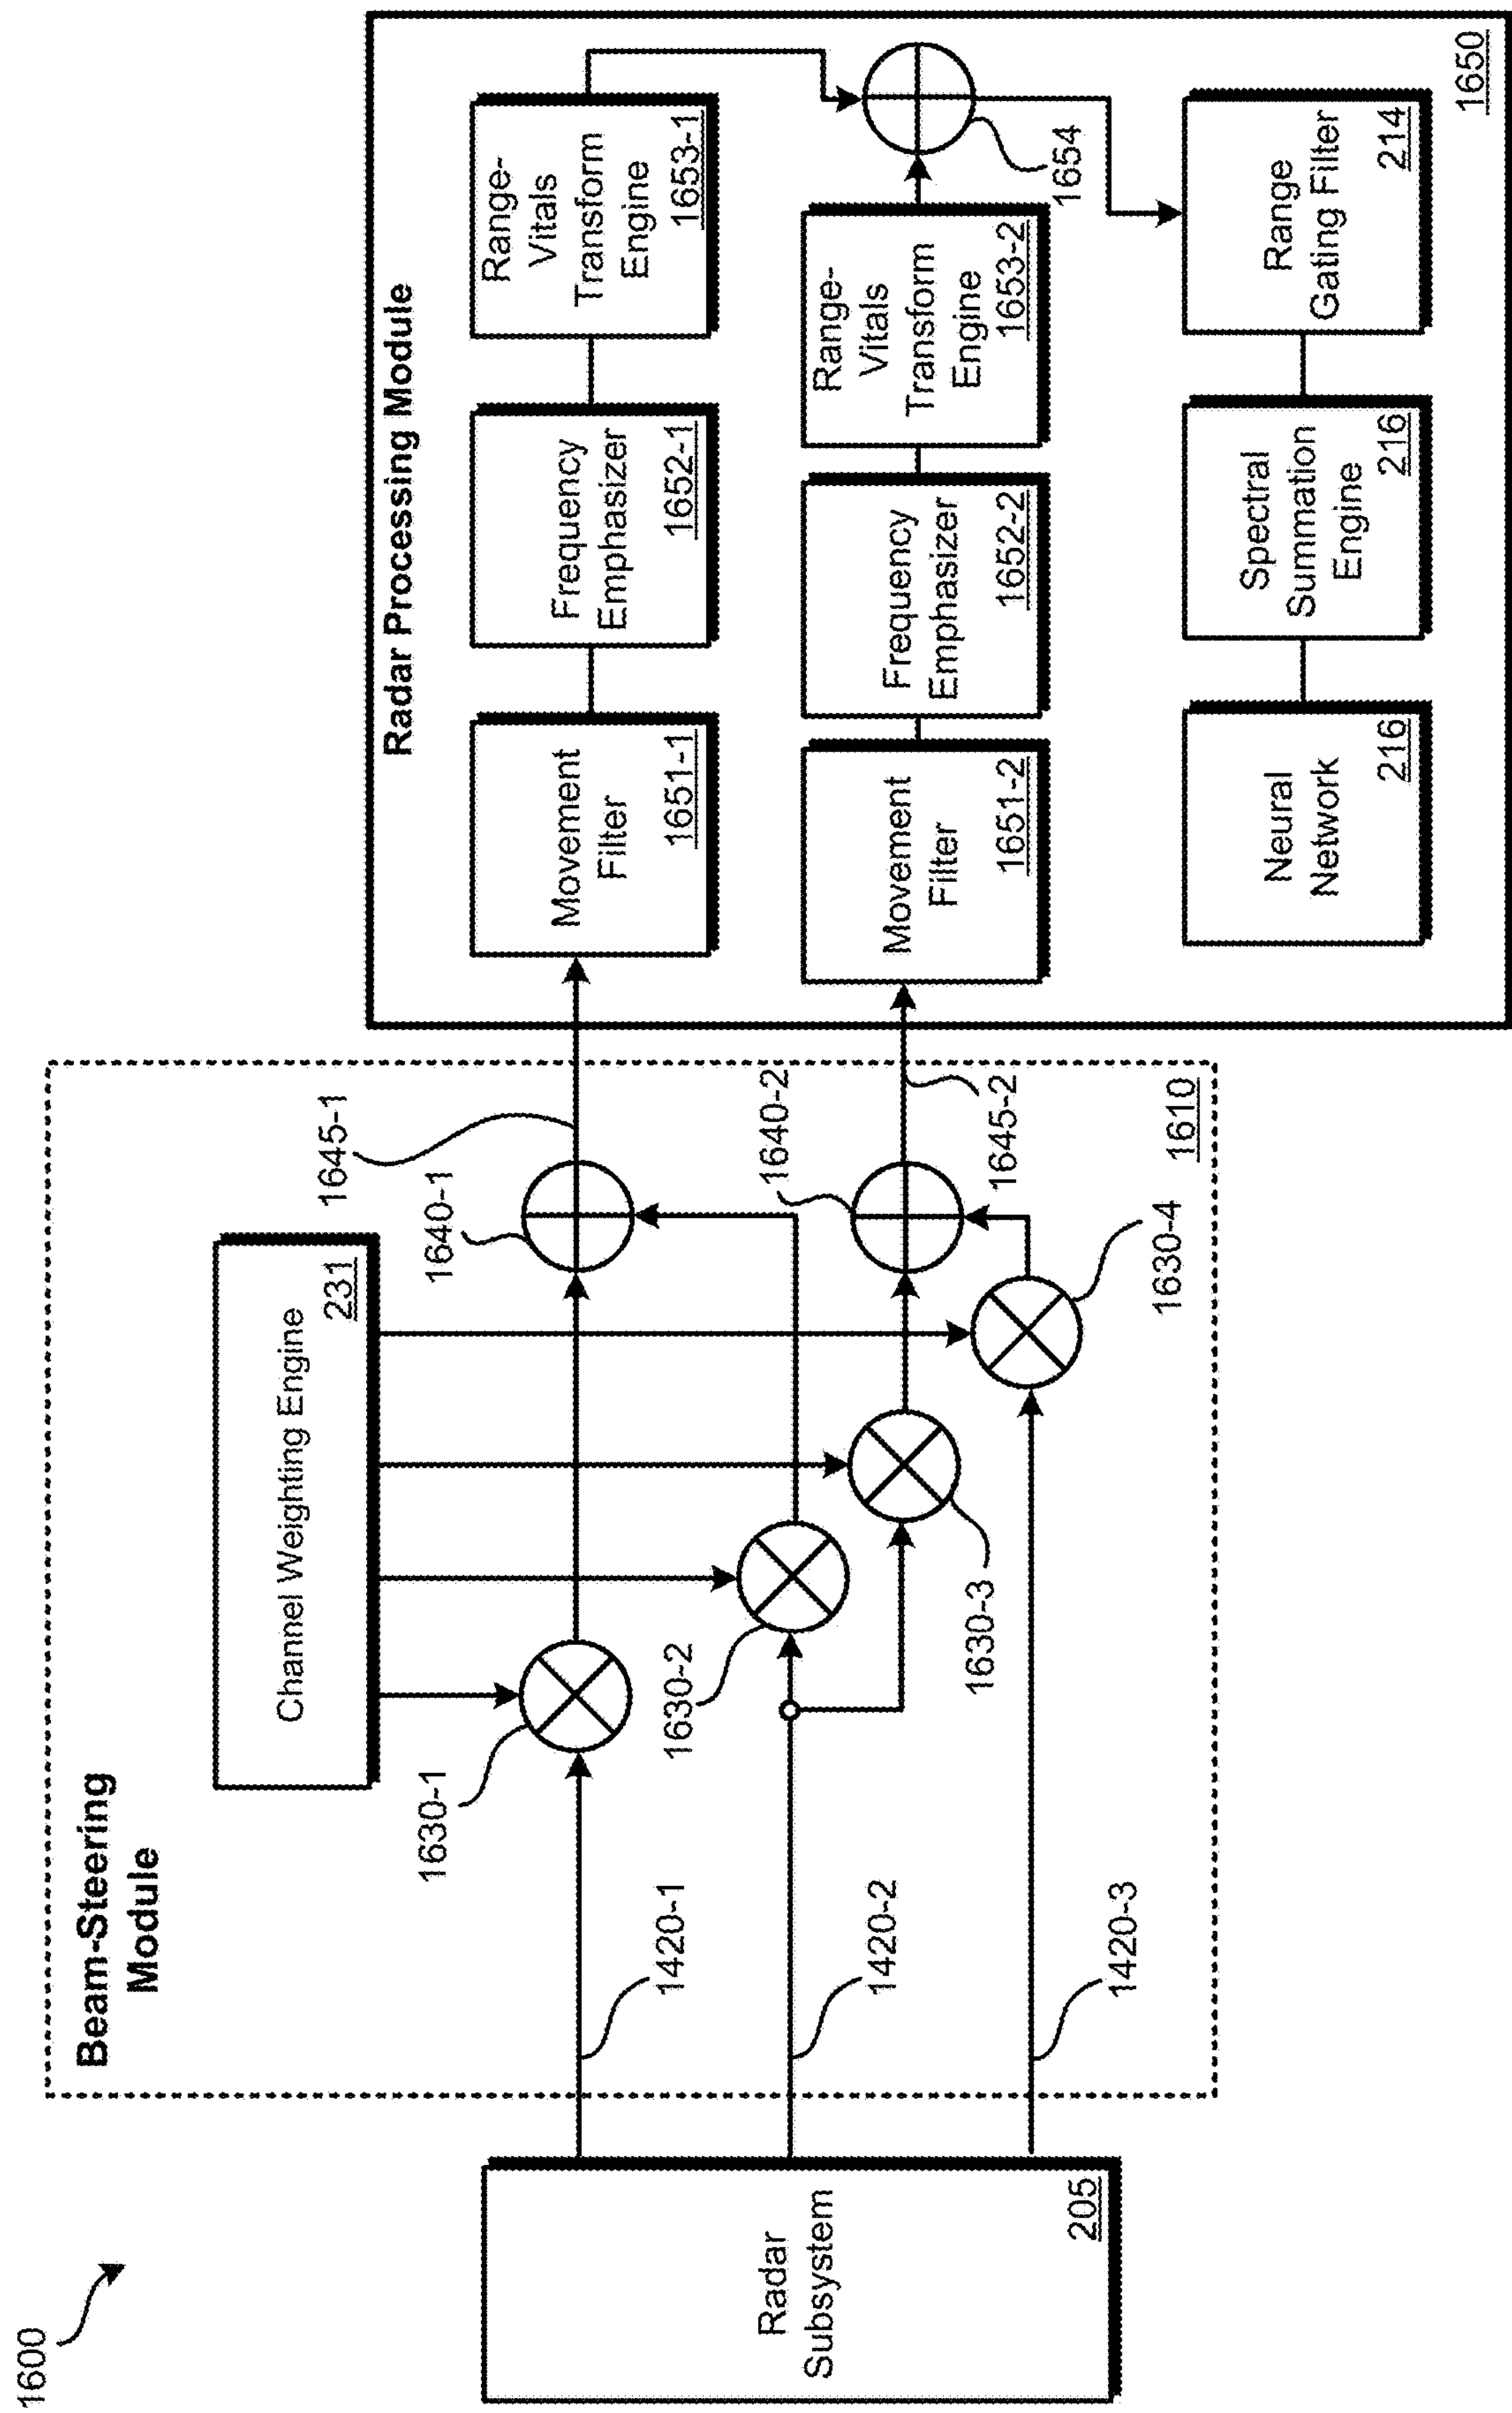 1600
Radar
Subsystem
205
Beam-Steering
Module
Channel Weighting Engine
231
1420-1
1420-2
1420-3
1630-1
1630-2
1630-3
1630-4
1640-1
1645-1
1640-2
1645-2
1610
Radar Processing Module
Movement
Filter
1651-1
Frequency
Emphasizer
1652-1
Range-
Vitals
Transform
Engine
1653-1
Movement
Filter
1651-2
Frequency
Emphasizer
1652-2
Range-
Vitals
Transform
Engine
1653-2
1654
Neural
Network
216
Spectral
Summation
Engine
216
Range
Gating Filter
214
1650